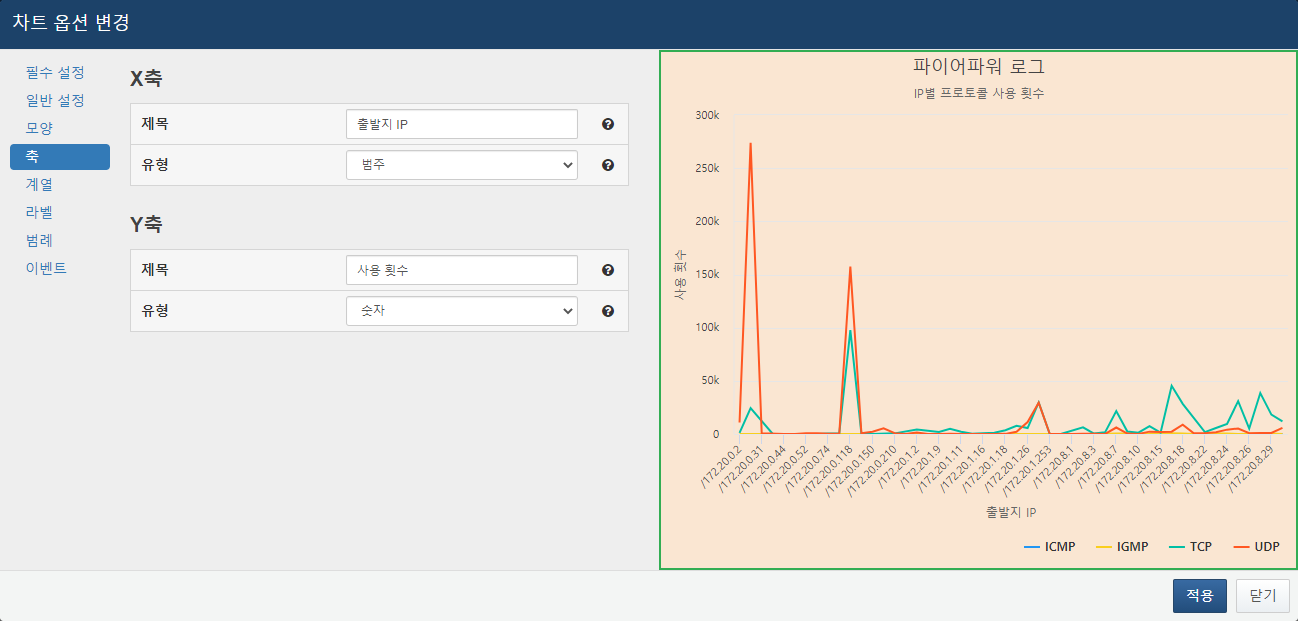 차트 옵션 변경
필수 설정
일반 설정
모양
축
계열
라벨
범례
이벤트
X축
제목
출발지 IP
유형
범주
Y축
제목
사용 횟수
유형
숫자
파이어파워 로그
IP별 프로토콜 사용 횟수
사용 횟수
300k
250k
200k
150k
100k
50k
0
/172.20.0.2
/172.20.0.31
/172.20.0.44
/172.20.0.52
/172.20.0.74
/172.20.0.118
/172.20.0.150
/172.20.0.210
/172.20.1.2
/172.20.1.9
/172.20.1.11
/172.20.1.16
/172.20.1.18
/172.20.1.26
/172.20.1.253
/172.20.8.1
/172.20.8.3
/172.20.8.7
/172.20.8.10
/172.20.8.15
/172.20.8.18
/172.20.8.22
/172.20.8.24
/172.20.8.26
/172.20.8.29
출발지 IP
ICMP IGMP TCP UDP
적용 닫기